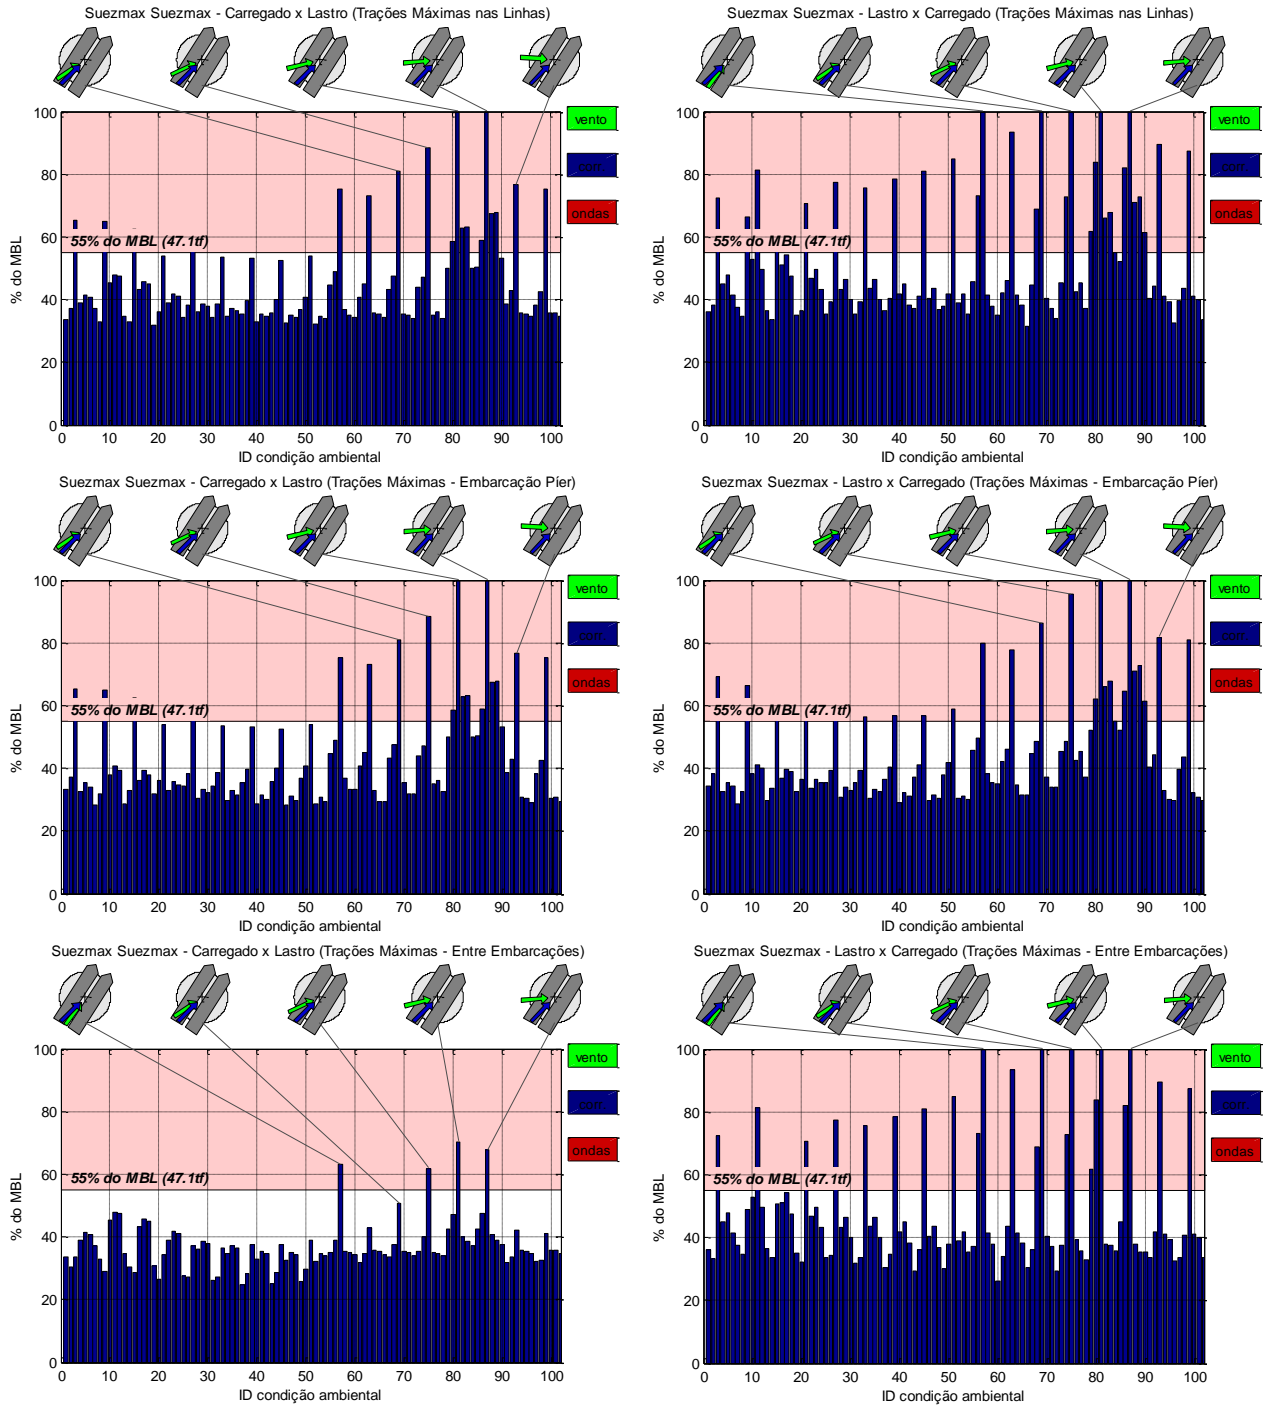 Suezmax Suezmax - Carregado x Lastro (Trações Máximas nas Linhas)
100
80
60
40
20
0
% do MBL
55% do MBL (47.1tf)
0 10 20 30 40 50 60 70 80 90 100
ID condição ambiental
vento
corr.
ondas
Suezmax Suezmax - Lastro x Carregado (Trações Máximas nas Linhas)
100
80
60
40
20
0
% do MBL
55% do MBL (47.1tf)
0 10 20 30 40 50 60 70 80 90 100
ID condição ambiental
vento
corr.
ondas
Suezmax Suezmax - Carregado x Lastro (Trações Máximas - Embarcação Píer)
100
80
60
40
20
0
% do MBL
55% do MBL (47.1tf)
0 10 20 30 40 50 60 70 80 90 100
ID condição ambiental
vento
corr.
ondas
Suezmax Suezmax - Lastro x Carregado (Trações Máximas - Embarcação Píer)
100
80
60
40
20
0
% do MBL
55% do MBL (47.1tf)
0 10 20 30 40 50 60 70 80 90 100
ID condição ambiental
vento
corr.
ondas
Suezmax Suezmax - Carregado x Lastro (Trações Máximas - Entre Embarcações)
100
80
60
40
20
0
% do MBL
55% do MBL (47.1tf)
0 10 20 30 40 50 60 70 80 90 100
ID condição ambiental
vento
corr.
ondas
Suezmax Suezmax - Lastro x Carregado (Trações Máximas - Entre Embarcações)
100
80
60
40
20
0
% do MBL
55% do MBL (47.1tf)
0 10 20 30 40 50 60 70 80 90 100
ID condição ambiental
vento
corr.
ondas